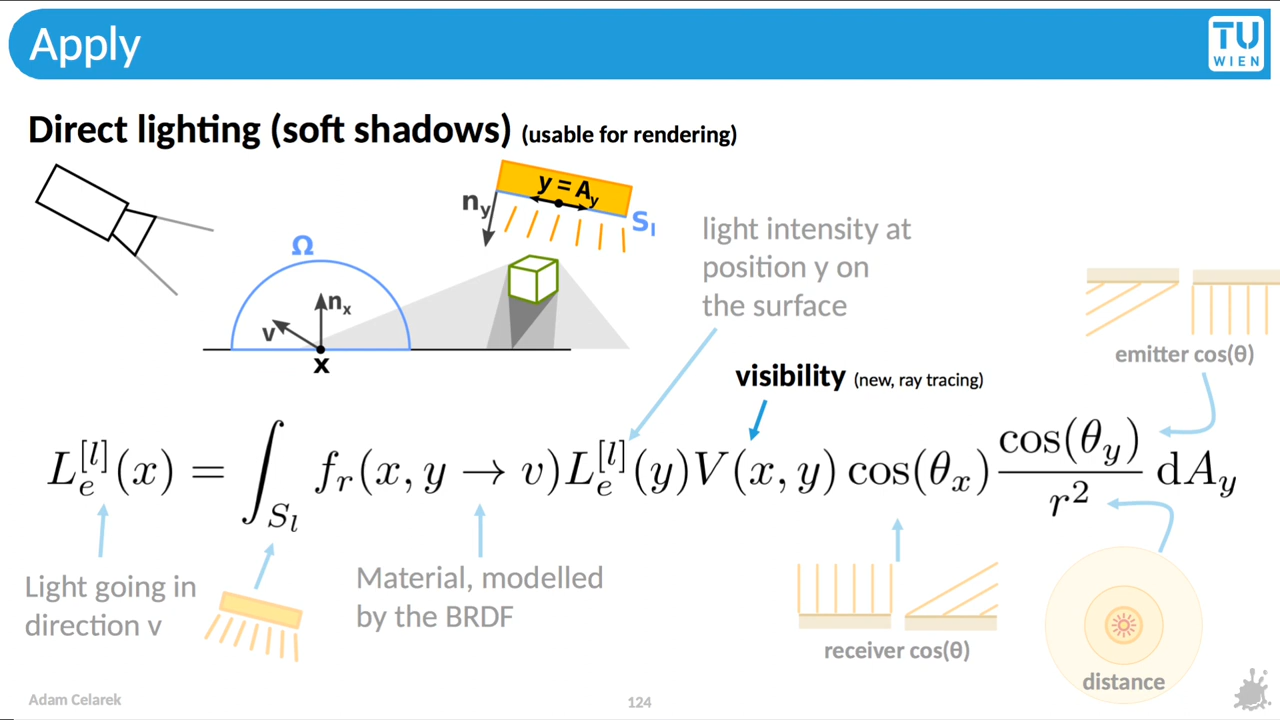 Apply
TU
WIEN
Direct lighting (soft shadows) (usable for rendering)
y = A_y
n_y
S_l
Ω
n_x
v
x
light intensity at
position y on
the surface
emitter cos(θ)
visibility (new, ray tracing)
L_e^{[l]}(x) = ∫_{S_l} f_r(x, y → v) L_e^{[l]}(y) V(x, y) cos(θ_x) \frac{cos(θ_y)}{r^2} dA_y
Light going in
direction v
Material, modelled
by the BRDF
receiver cos(θ)
distance
Adam Celarek
124